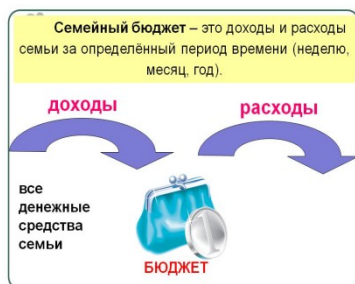 Семейный бюджет – это доходы и расходы
семьи за определённый период времени (неделю,
месяц, год).
доходы
расходы
все
денежные
средства
семьи
1
БЮДЖЕТ